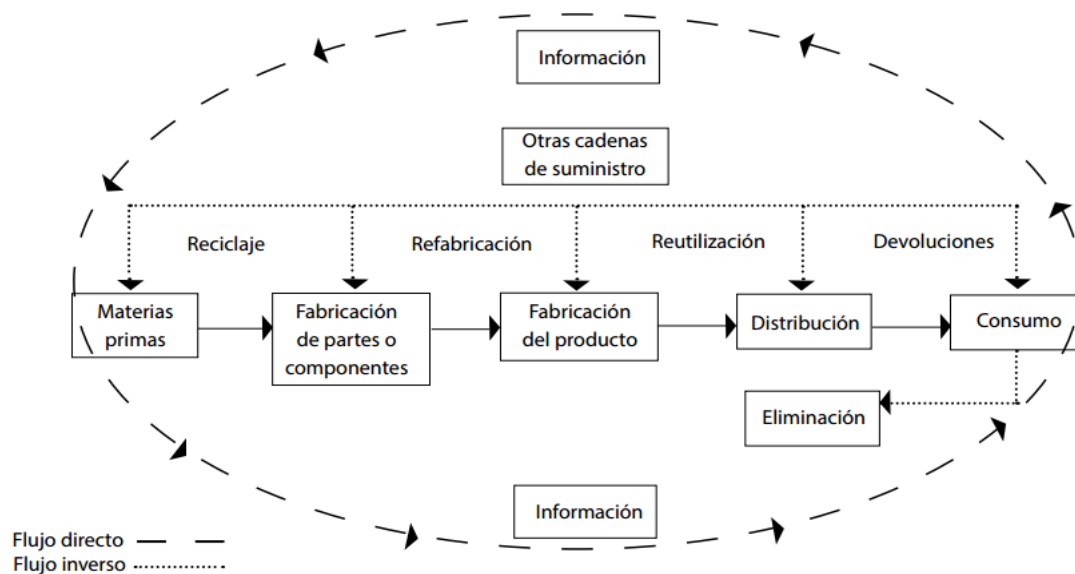 Información
Otras cadenas
de suministro
Reciclaje
Refabricación
Reutilización
Devoluciones
Materias
primas
Fabricación
de partes o
componentes
Fabricación
del producto
Distribución
Consumo
Eliminación
Información
Flujo directo
Flujo inverso